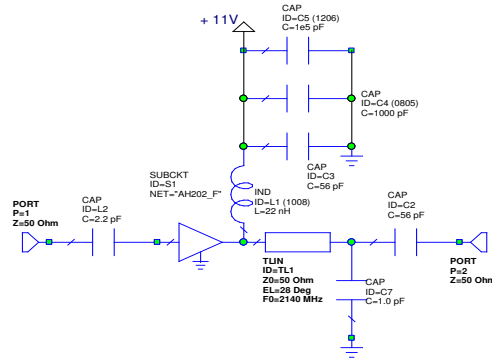 + 11V
CAP
ID=C5 (1206)
C=1e5 pF
CAP
ID=C4 (0805)
C=1000 pF
CAP
ID=C3
C=56 pF
SUBCKT
ID=S1
NET="AH202_F"
IND
ID=L1 (1008)
L=22 nH
PORT
P=1
Z=50 Ohm
CAP
ID=L2
C=2.2 pF
CAP
ID=C2
C=56 pF
TLIN
ID=TL1
Z0=50 Ohm
EL=28 Deg
F0=2140 MHz
CAP
ID=C7
C=1.0 pF
PORT
P=2
Z=50 Ohm